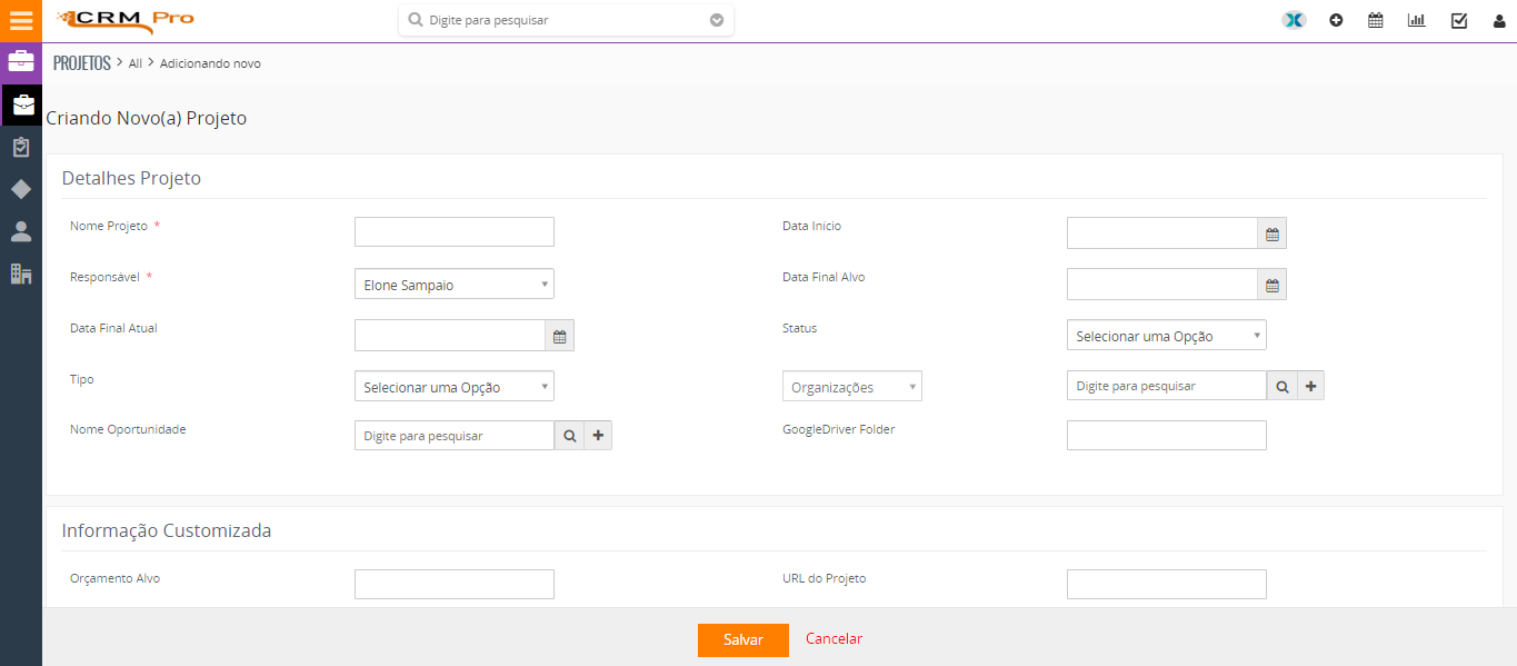 CRM Pro
Digite para pesquisar
PROJETOS > All > Adicionando novo
Criando Novo(a) Projeto
Detalhes Projeto
Nome Projeto *
Data Inicio
Responsável *
Elone Sampaio
Data Final Alvo
Data Final Atual
Status
Selecionar uma Opção
Tipo
Selecionar uma Opção
Organizações
Digite para pesquisar
Nome Oportunidade
Digite para pesquisar
GoogleDriver Folder
Informação Customizada
Orçamento Alvo
URL do Projeto
Salvar
Cancelar